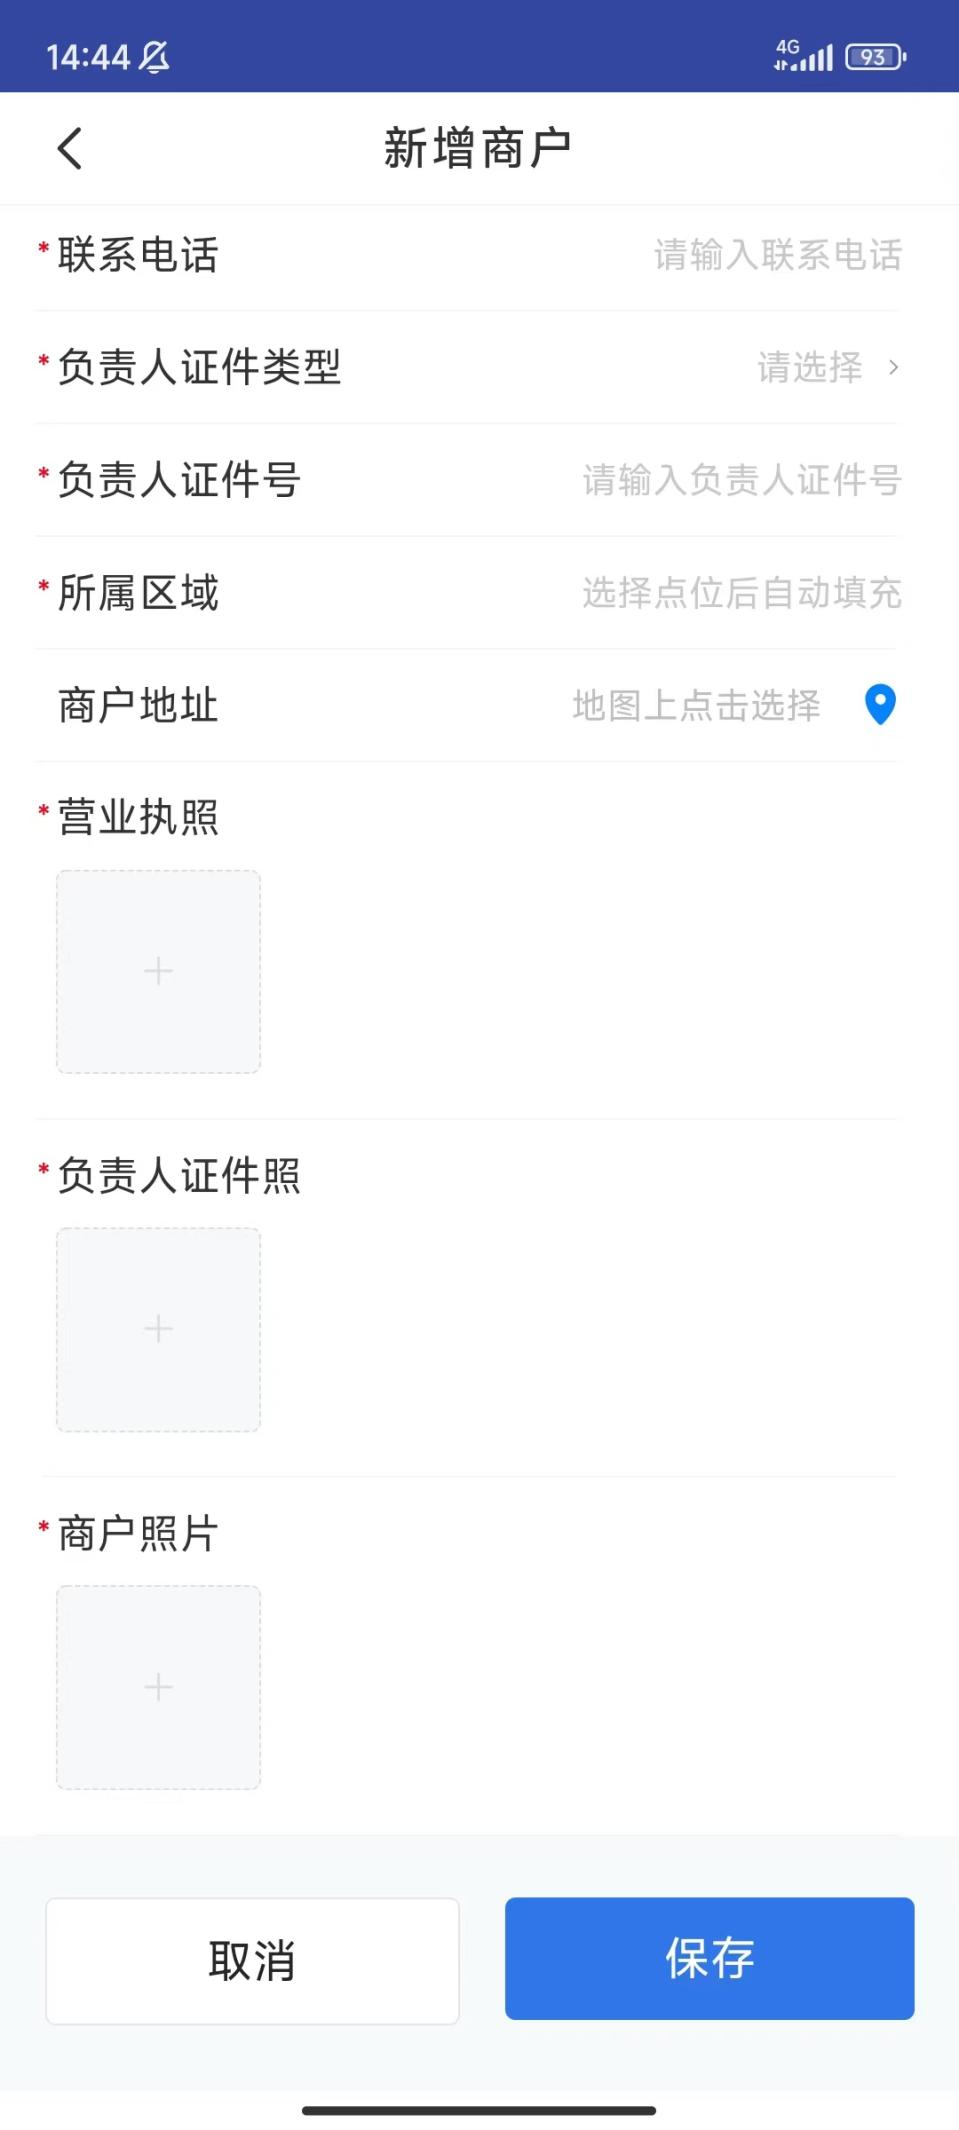 14:44 4G 93
新增商户
*联系电话 请输入联系电话
*负责人证件类型 请选择
*负责人证件号 请输入负责人证件号
*所属区域 选择点位后自动填充
商户地址 地图上点击选择
*营业执照
*负责人证件照
*商户照片
取消 保存